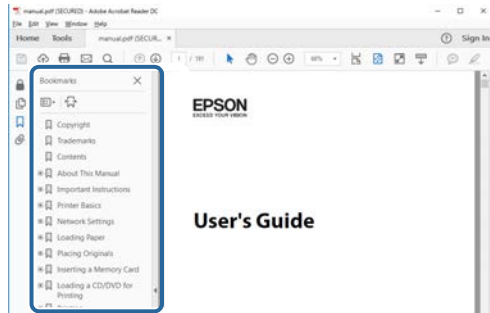 manual.pdf (SECURED) - Adobe Acrobat Reader DC
File Edit View Window Help
Home Tools manual.pdf (SECUR... ×
Sign In
1 / 191
Bookmarks
Copyright
Trademarks
Contents
About This Manual
Important Instructions
Printer Basics
Network Settings
Loading Paper
Placing Originals
Inserting a Memory Card
Loading a CD/DVD for
Printing
EPSON
EXCEED YOUR VISION
User's Guide